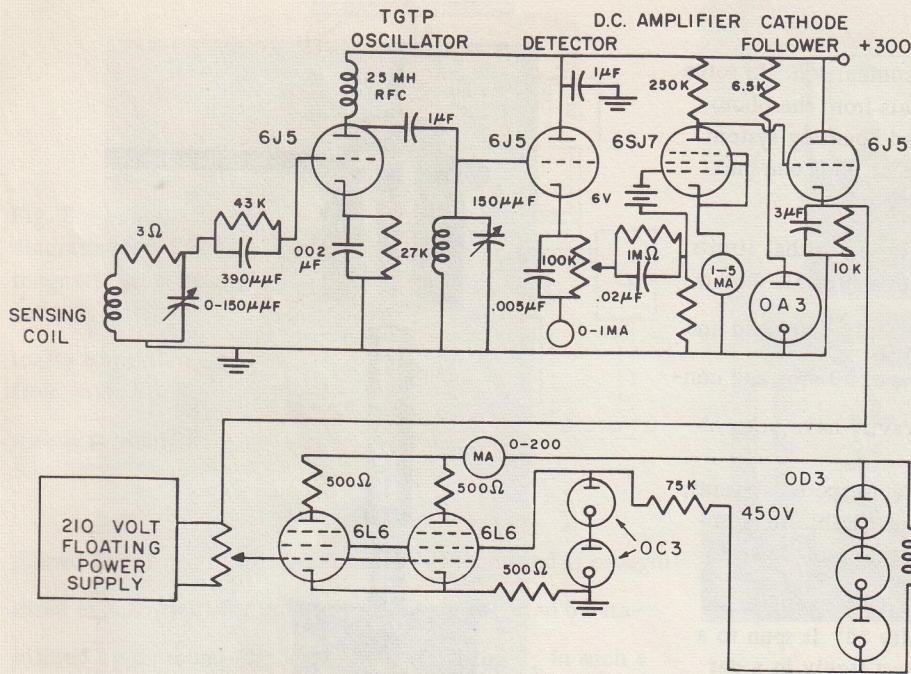 TGTP
OSCILLATOR
DETECTOR
D.C. AMPLIFIER
CATHODE
FOLLOWER
+300
25 MH
RFC
1µF
1µF
250K
6.5K
6J5
6J5
6SJ7
6J5
43K
3Ω
390µµF
0-150µµF
SENSING
COIL
002
µF
27K
150µµF
100K
.005µF
0-1MA
6V
1MΩ
.02µF
1-5
MA
3µF
10K
OA3
210 VOLT
FLOATING
POWER
SUPPLY
500Ω
6L6
500Ω
6L6
MA
0-200
500Ω
OC3
75K
450V
OD3